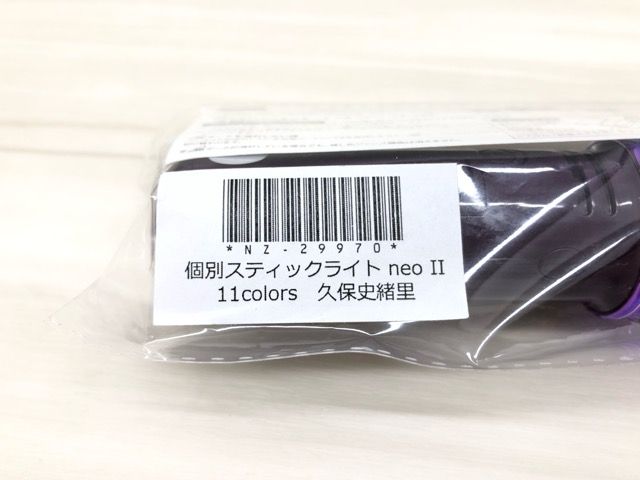 *NZ-29970*
個別スティックライト neo II
11colors　久保史緒里